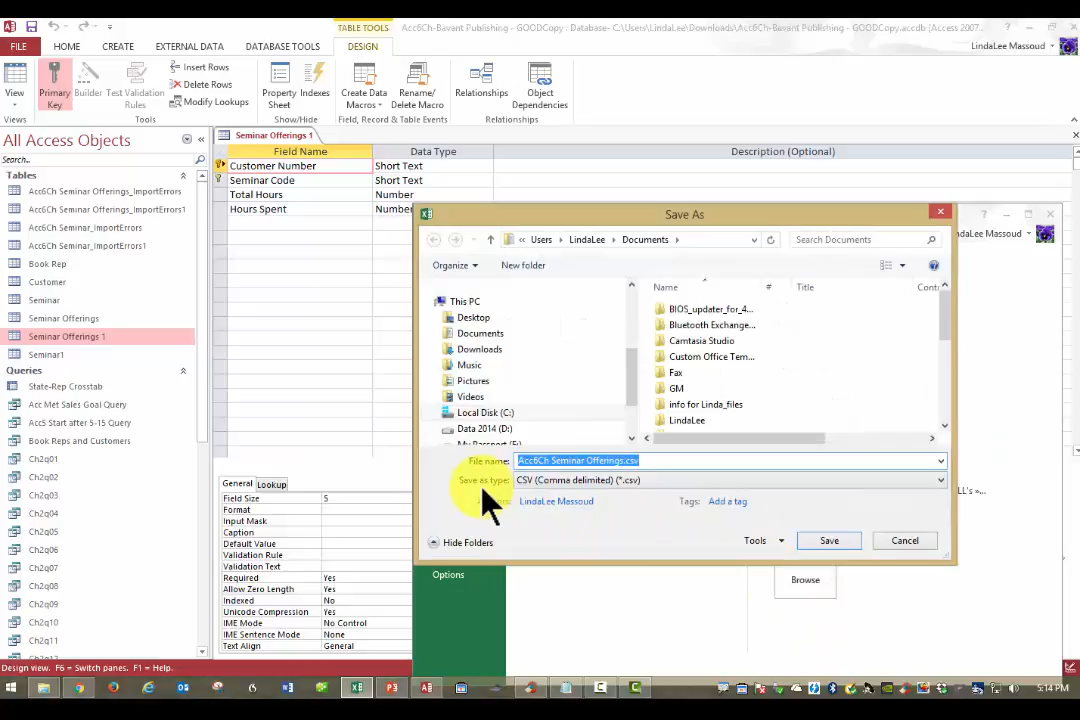 TABLE TOOLS
Acc6Ch-Bavant Publishing - GOODCopy: Database- C:\Users\LindaLee\Downloads\Acc6Ch-Bavant Publishing - GOODCopy.accdb (Access 2007...
FILE HOME CREATE EXTERNAL DATA DATABASE TOOLS DESIGN
LindaLee Massoud
View
Primary Key
Builder
Test Validation Rules
Insert Rows
Delete Rows
Modify Lookups
Property Sheet
Indexes
Create Data Macros
Rename/ Delete Macro
Relationships
Object Dependencies
Views Tools Show/Hide Field, Record & Table Events Relationships
All Access Objects
Search...
Tables
Acc6Ch Seminar Offerings_ImportErrors
Acc6Ch Seminar Offerings_ImportErrors1
Acc6Ch Seminar_ImportErrors
Acc6Ch Seminar_ImportErrors1
Book Rep
Customer
Seminar
Seminar Offerings
Seminar Offerings 1
Seminar1
Queries
State-Rep Crosstab
Acc Met Sales Goal Query
Acc6 Start after 5-15 Query
Book Reps and Customers
Ch2q01
Ch2q02
Ch2q03
Ch2q04
Ch2q05
Ch2q06
Ch2q07
Ch2q08
Ch2q09
Ch2q10
Ch2q11
Seminar Offerings 1
Field Name Data Type Description (Optional)
Customer Number Short Text
Seminar Code Short Text
Total Hours Number
Hours Spent Number
General Lookup
Field Size 5
Format
Input Mask
Caption
Default Value
Validation Rule
Validation Text
Required Yes
Allow Zero Length Yes
Indexed No
Unicode Compression Yes
IME Mode No Control
IME Sentence Mode None
Text Align General
Save As
« Users LindaLee Documents
Search Documents
Organize New folder
This PC
Desktop
Documents
Downloads
Music
Pictures
Videos
Local Disk (C:)
Data 2014 (D:)
My Passport (F:)
Name # Title
BIOS_updater_for_4...
Bluetooth Exchange...
Camtasia Studio
Custom Office Tem...
Fax
GM
info for Linda_files
LindaLee
File name: Acc6Ch Seminar Offerings.csv
Save as type: CSV (Comma delimited) (*.csv)
LindaLee Massoud Tags: Add a tag
Hide Folders Tools Save Cancel
Options
Browse
Design view. F6 = Switch panes. F1 = Help.
5:14 PM